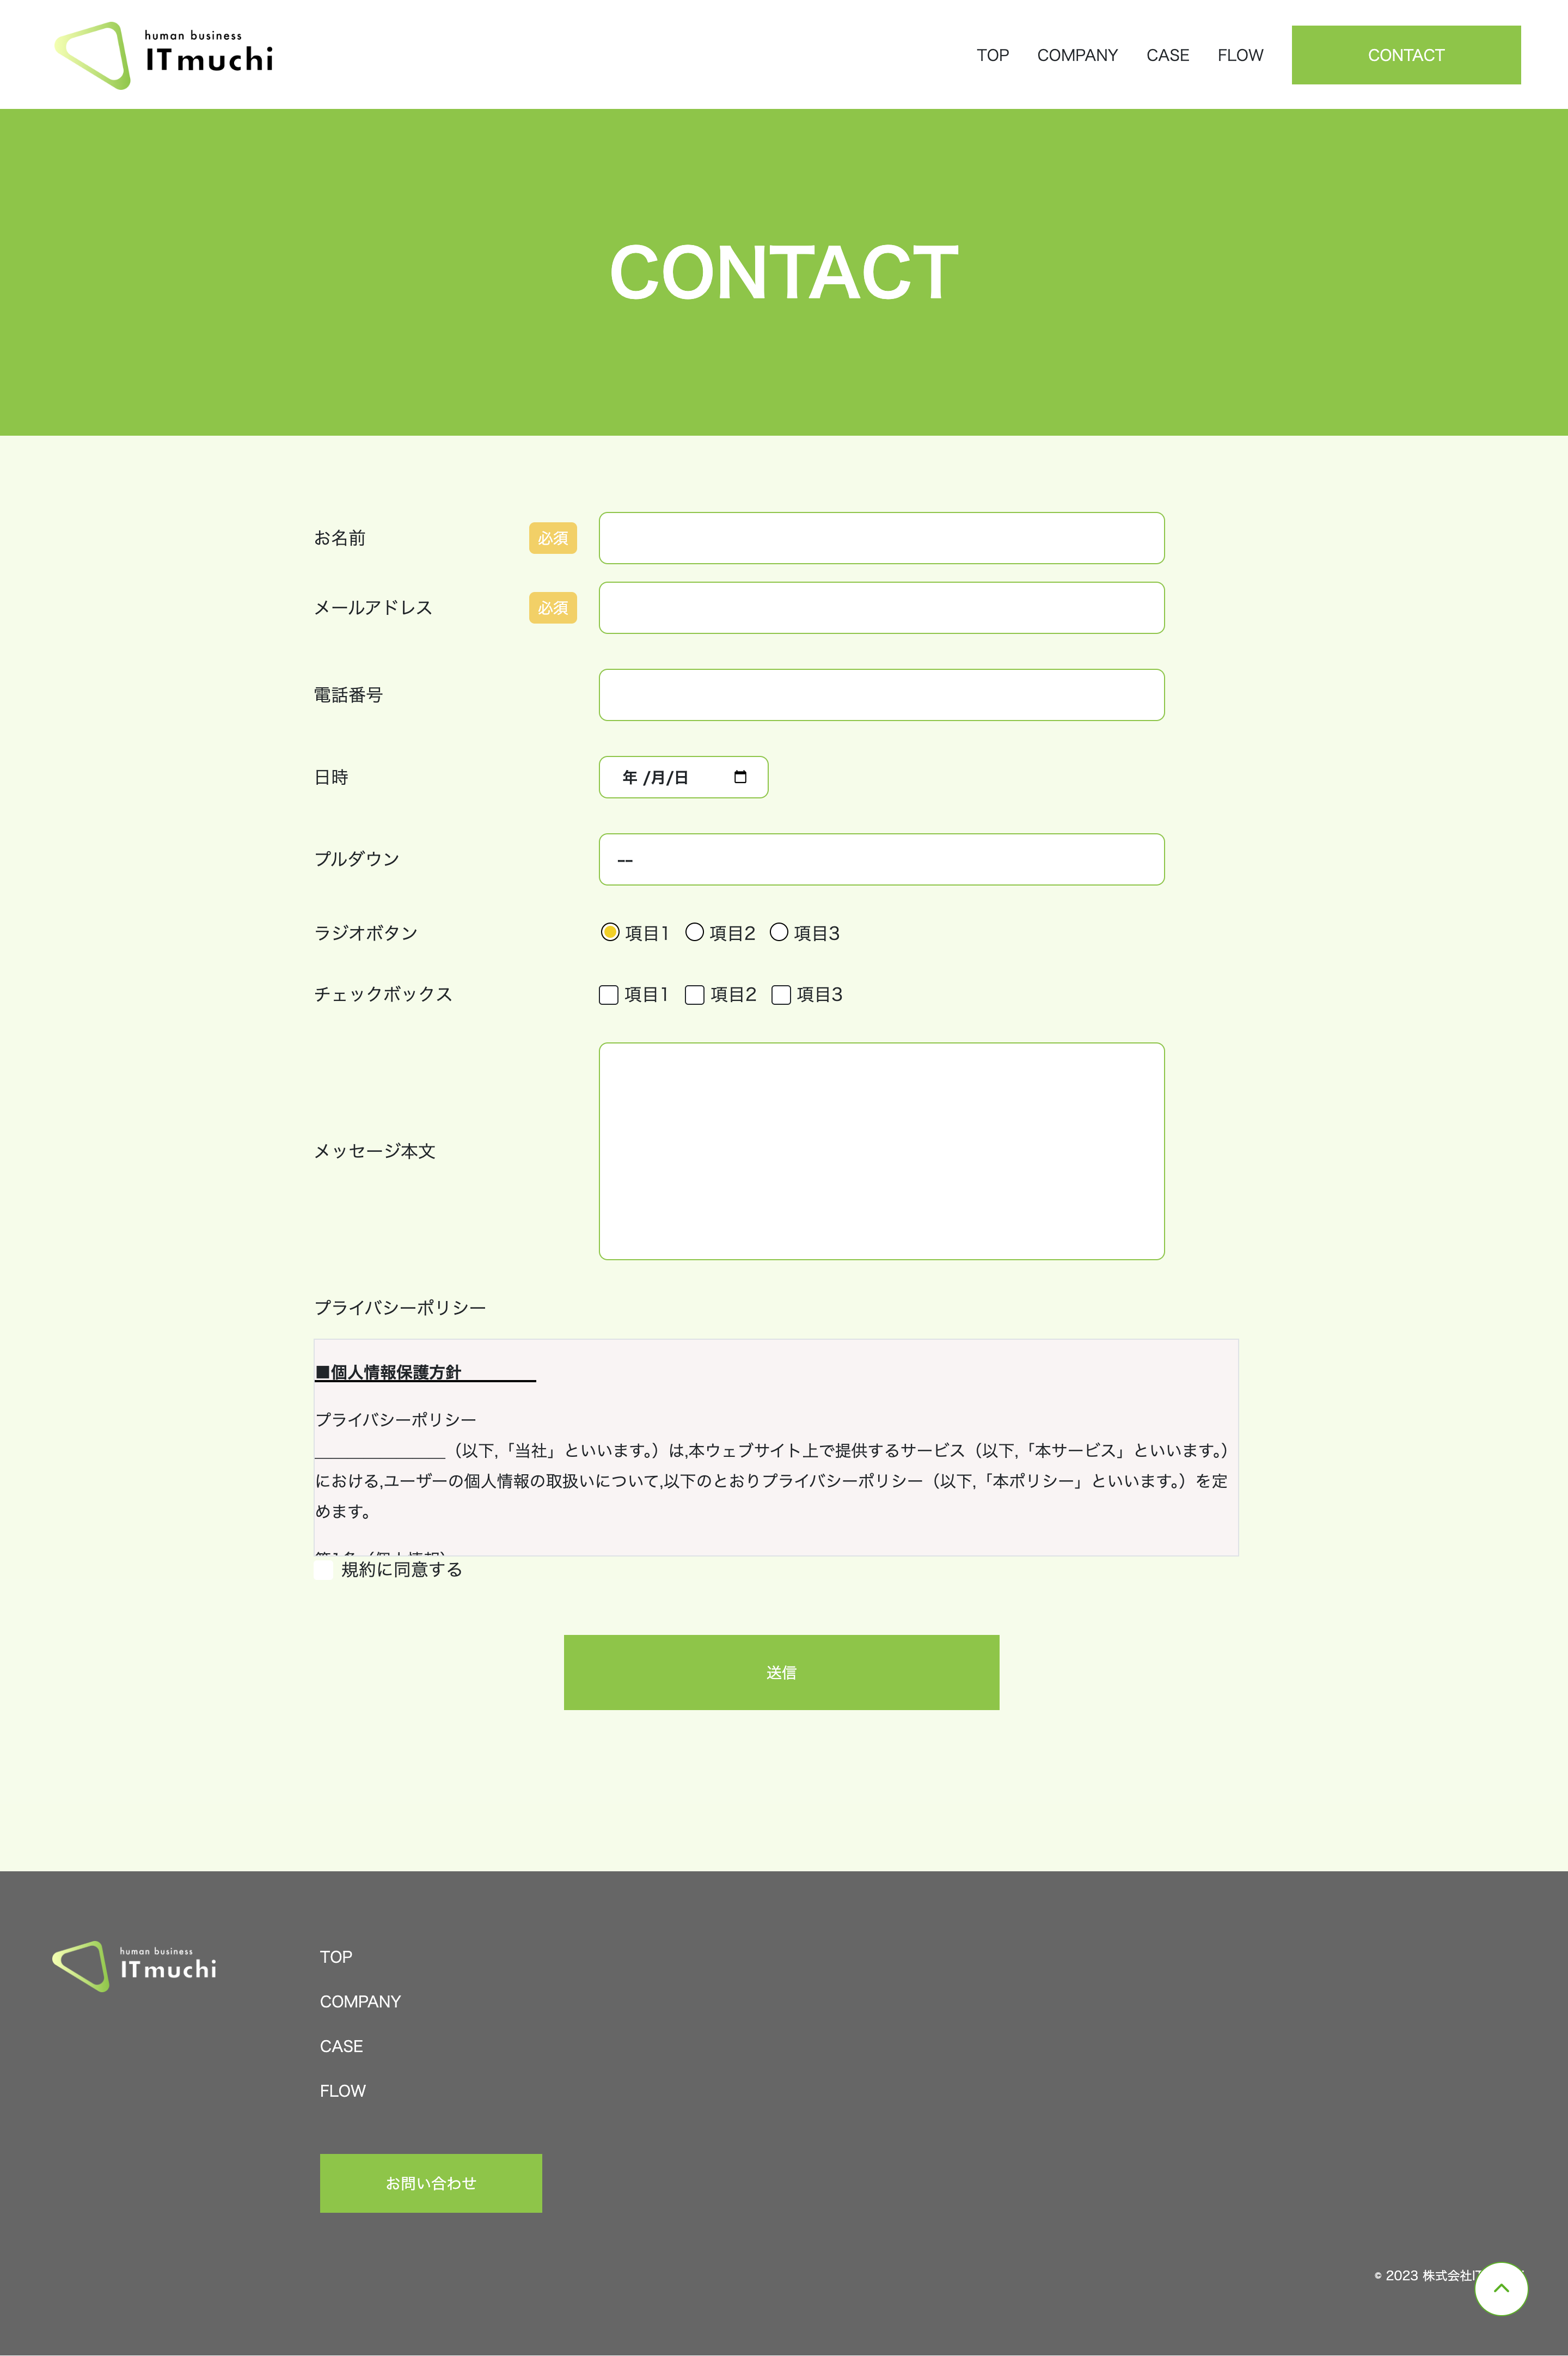 human business
ITmuchi
TOP COMPANY CASE FLOW CONTACT
CONTACT
お名前 必須
メールアドレス 必須
電話番号
日時 年 /月/日
プルダウン --
ラジオボタン 項目1 項目2 項目3
チェックボックス 項目1 項目2 項目3
メッセージ本文
プライバシーポリシー
■個人情報保護方針
プライバシーポリシー
_______________（以下,「当社」といいます。）は,本ウェブサイト上で提供するサービス（以下,「本サービス」といいます。）
における,ユーザーの個人情報の取扱いについて,以下のとおりプライバシーポリシー（以下,「本ポリシー」といいます。）を定
めます。
規約に同意する
送信
human business
ITmuchi
TOP
COMPANY
CASE
FLOW
お問い合わせ
© 2023 株式会社